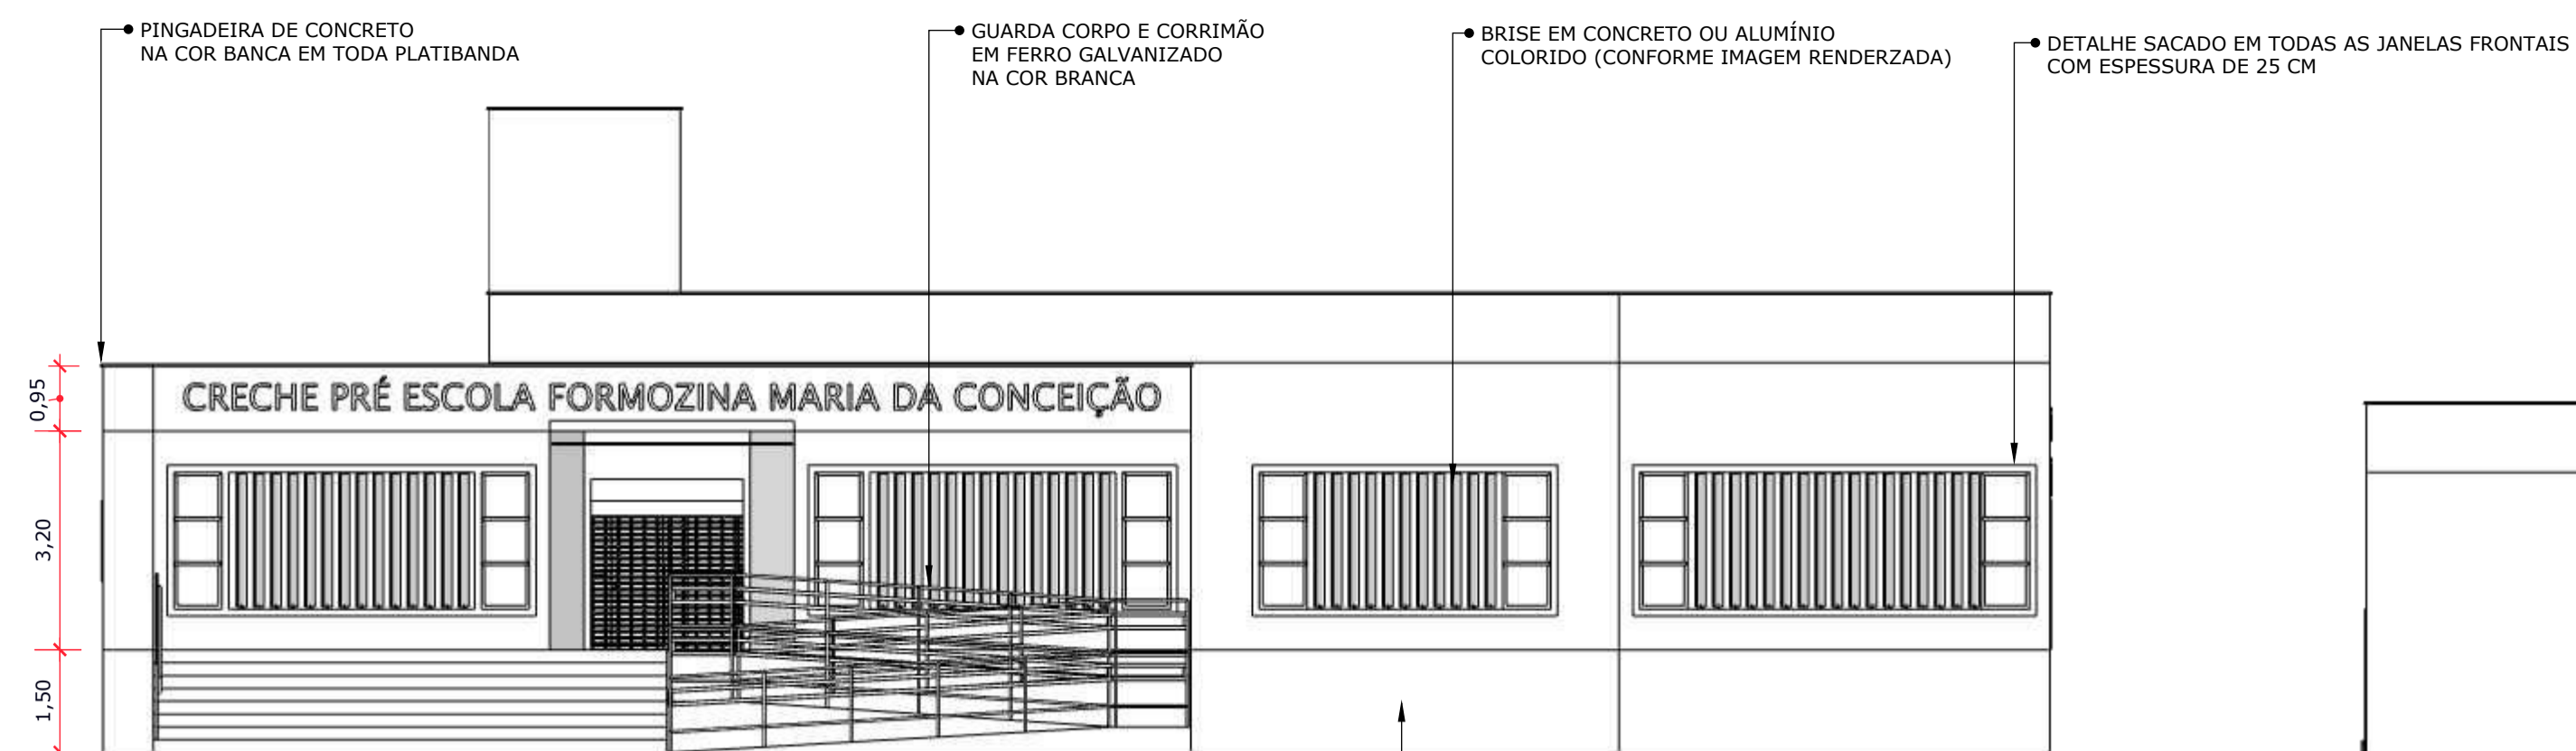 PINGADEIRA DE CONCRETO
NA COR BANCA EM TODA PLATIBANDA
GUARDA CORPO E CORRIMÃO
EM FERRO GALVANIZADO
NA COR BRANCA
BRISE EM CONCRETO OU ALUMÍNIO
COLORIDO (CONFORME IMAGEM RENDERZADA)
DETALHE SACADO EM TODAS AS JANELAS FRONTAIS
COM ESPESSURA DE 25 CM
0,95
CRECHE PRÉ ESCOLA FORMOZINA MARIA DA CONCEIÇÃO
3,20
1,50